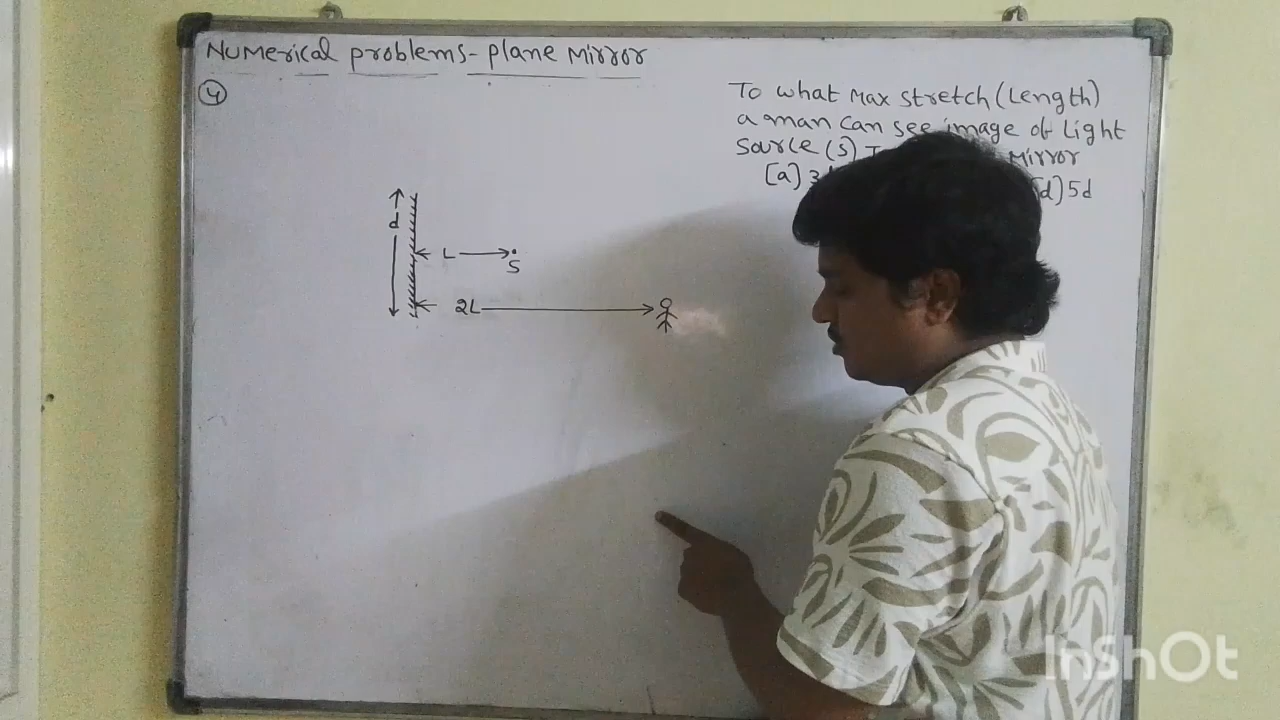 Numerical problems- plane Mirror
4
To what Max stretch (Length)
a man can see image of Light
Source (S) Mirror
[a] 3 [d] 5d
d
L
S
2L
InShOt